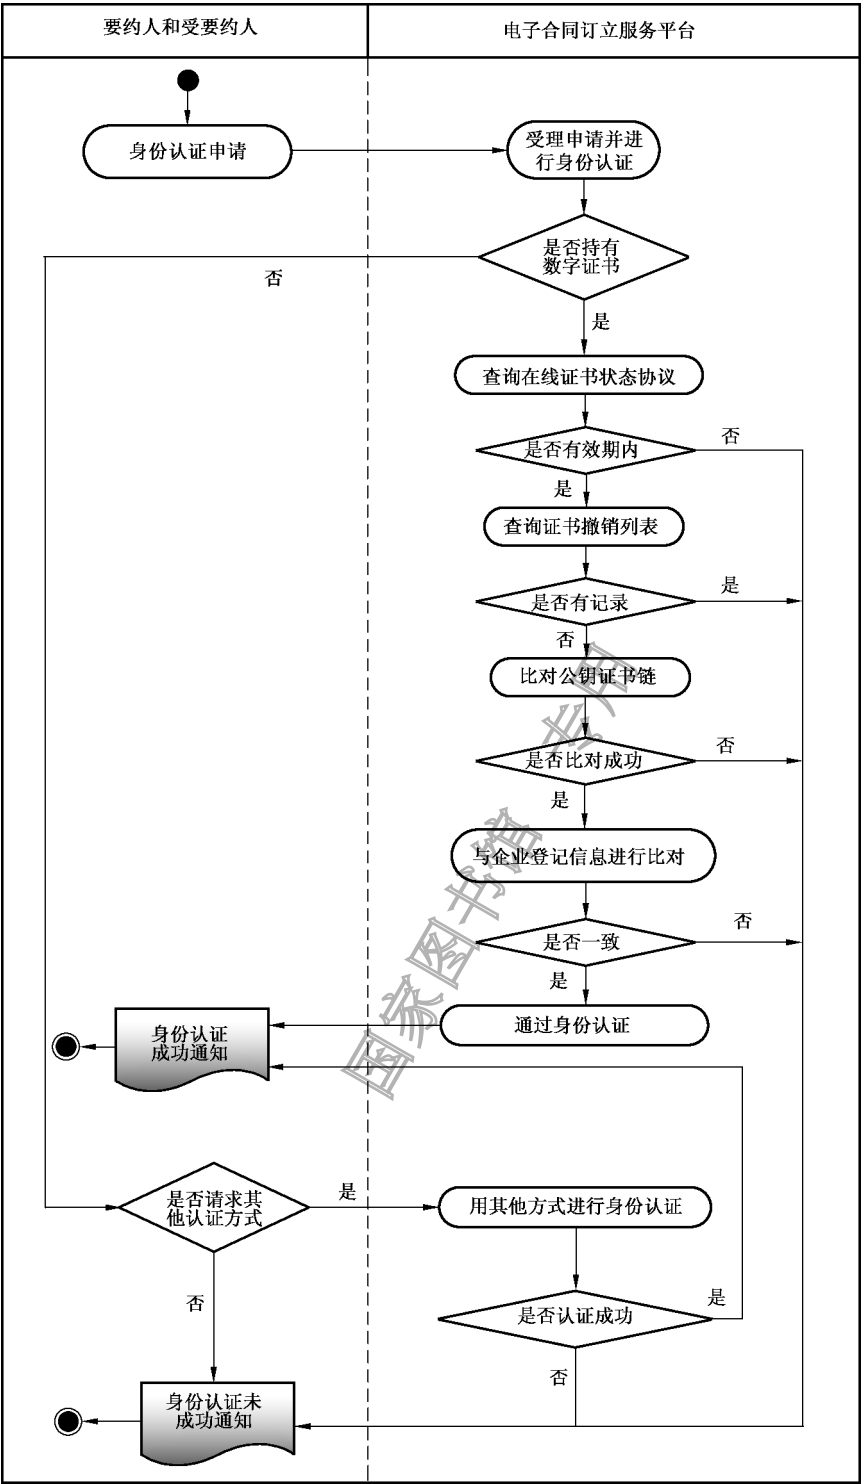 要约人和受要约人
电子合同订立服务平台
身份认证申请
受理申请并进
行身份认证
是否持有
数字证书
否
是
查询在线证书状态协议
是否有效期内
否
是
查询证书撤销列表
是否有记录
是
否
比对公钥证书链
是否比对成功
否
是
与企业登记信息进行比对
是否一致
否
是
通过身份认证
身份认证
成功通知
是否请求其
他认证方式
是
用其他方式进行身份认证
否
是否认证成功
是
否
身份认证未
成功通知
国家图书馆 专用